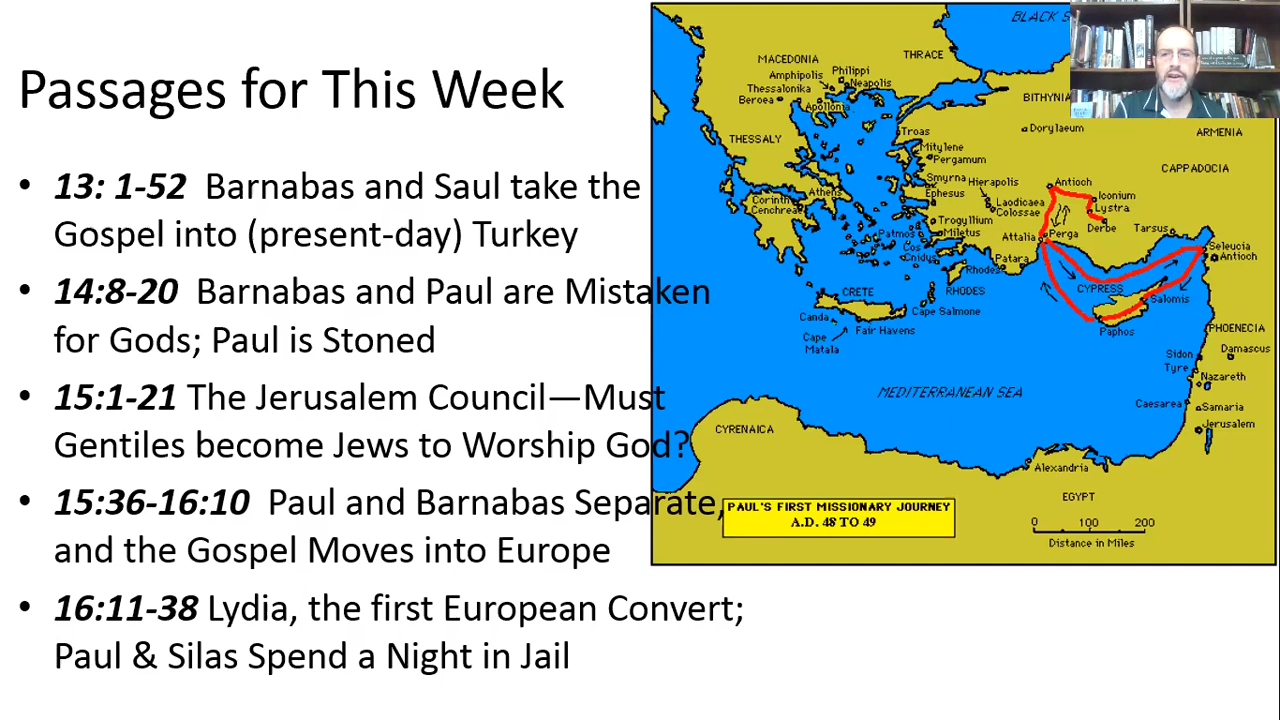 Passages for This Week
• 13: 1-52 Barnabas and Saul take the
Gospel into (present-day) Turkey
• 14:8-20 Barnabas and Paul are Mistaken
for Gods; Paul is Stoned
• 15:1-21 The Jerusalem Council—Must
Gentiles become Jews to Worship God?
• 15:36-16:10 Paul and Barnabas Separate,
and the Gospel Moves into Europe
• 16:11-38 Lydia, the first European Convert;
Paul & Silas Spend a Night in Jail
BLACK
MACEDONIA
THRACE
Amphipolis
Philippi
Thessalonika
Neapolis
Beroea
Apollonia
BITHYNIA
Dorylaeum
ARMENIA
THESSALY
Troas
Mitylene
Pergamum
CAPPADOCIA
Smyrna
Hierapolis
Antioch
Ephesus
Iconium
Athens
Laodicaea
Lystra
Corinth
Colossae
Cenchrea
Trogyllium
Derbe
Tarsus
Patmos
Miletus
Attalia
Perga
Cos
Seleucia
Cnidus
Patara
Antioch
Rhodes
CRETE
RHODES
CYPRESS
Salomis
Canda
Cape Salmone
Fair Havens
Paphos
Cape
Matala
PHOENECIA
Sidon
Damascus
Tyre
Nazareth
MEDITERRANEAN SEA
Caesarea
Samaria
CYRENAICA
Jerusalem
Alexandria
EGYPT
PAUL'S FIRST MISSIONARY JOURNEY
A.D. 48 TO 49
0 100 200
Distance in Miles